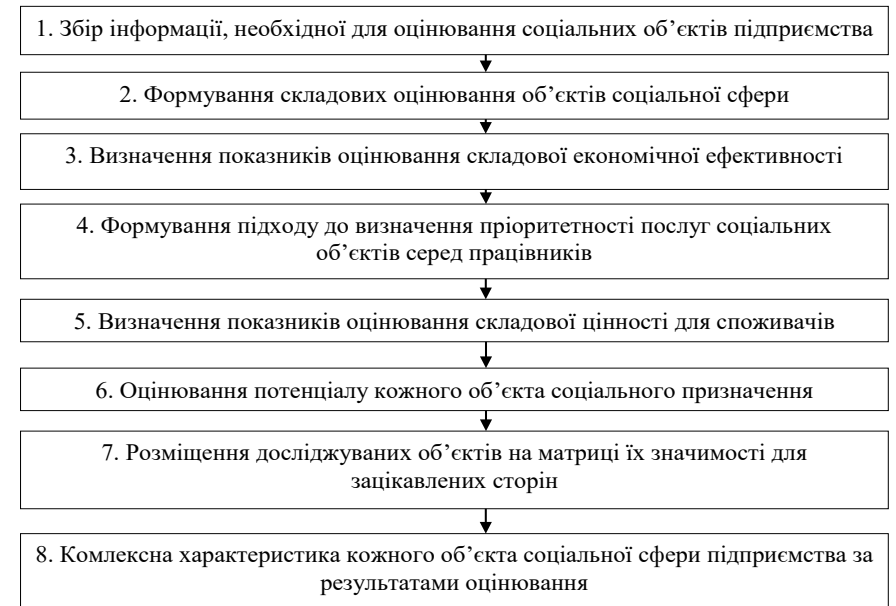 1. Збір інформації, необхідної для оцінювання соціальних об’єктів підприємства
2. Формування складових оцінювання об’єктів соціальної сфери
3. Визначення показників оцінювання складової економічної ефективності
4. Формування підходу до визначення пріоритетності послуг соціальних
об’єктів серед працівників
5. Визначення показників оцінювання складової цінності для споживачів
6. Оцінювання потенціалу кожного об’єкта соціального призначення
7. Розміщення досліджуваних об’єктів на матриці їх значимості для
зацікавлених сторін
8. Комлексна характеристика кожного об’єкта соціальної сфери підприємства за
результатами оцінювання